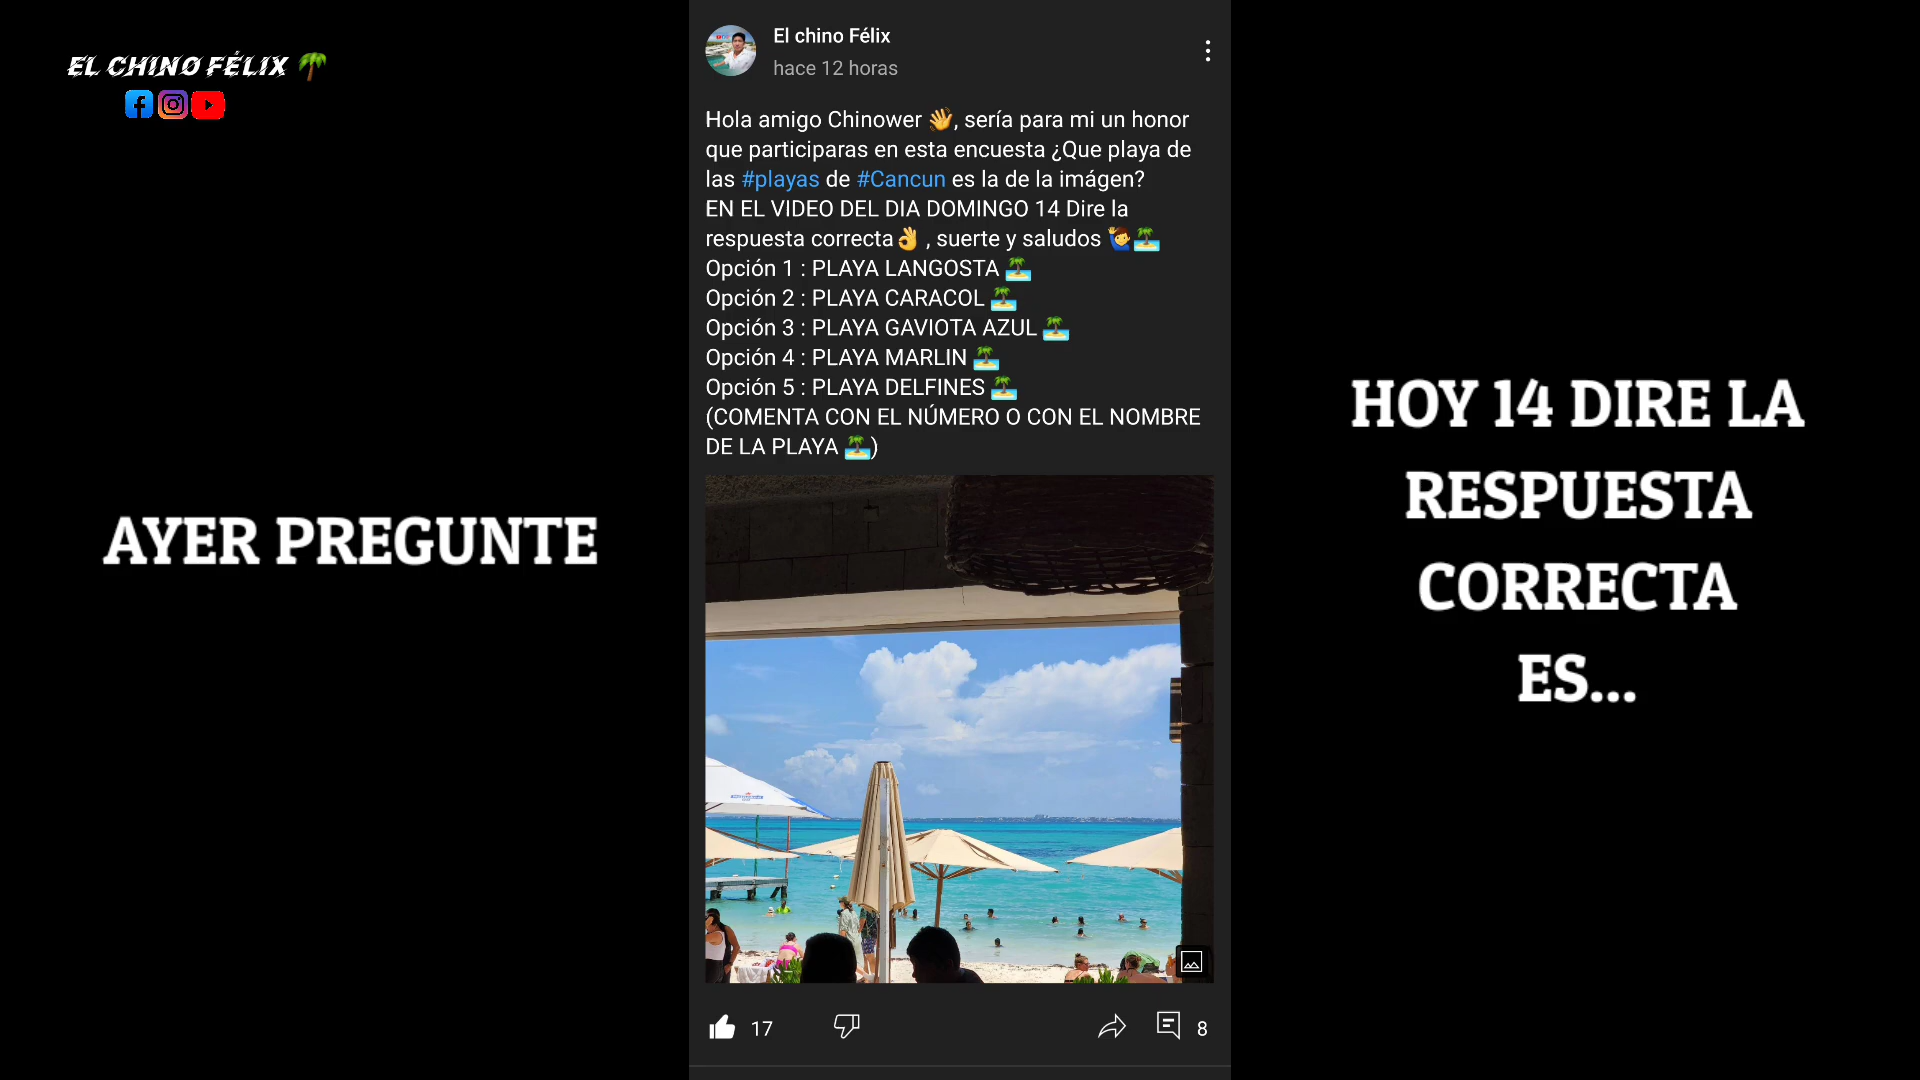 EL CHINO FÉLIX 🌴
El chino Félix
hace 12 horas
Hola amigo Chinower 👋, sería para mi un honor
que participaras en esta encuesta ¿Que playa de
las #playas de #Cancun es la de la imágen?
EN EL VIDEO DEL DIA DOMINGO 14 Dire la
respuesta correcta👌 , suerte y saludos 🙋‍♂️🏝️
Opción 1 : PLAYA LANGOSTA 🏝️
Opción 2 : PLAYA CARACOL 🏝️
Opción 3 : PLAYA GAVIOTA AZUL 🏝️
Opción 4 : PLAYA MARLIN 🏝️
Opción 5 : PLAYA DELFINES 🏝️
(COMENTA CON EL NÚMERO O CON EL NOMBRE
DE LA PLAYA 🏝️)
17
8
AYER PREGUNTE
HOY 14 DIRE LA
RESPUESTA
CORRECTA
ES...